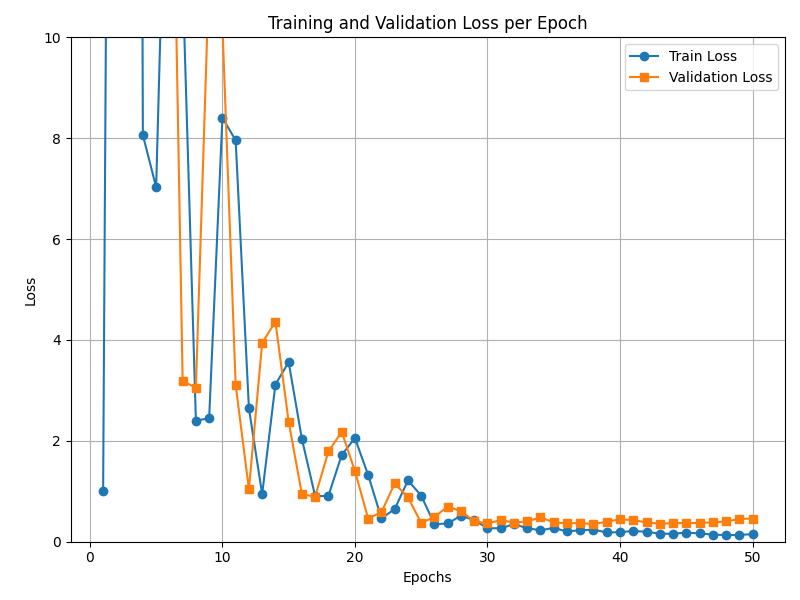 Training and Validation Loss per Epoch
Train Loss
Validation Loss
Loss
10
8
6
4
2
0
0 10 20 30 40 50
Epochs